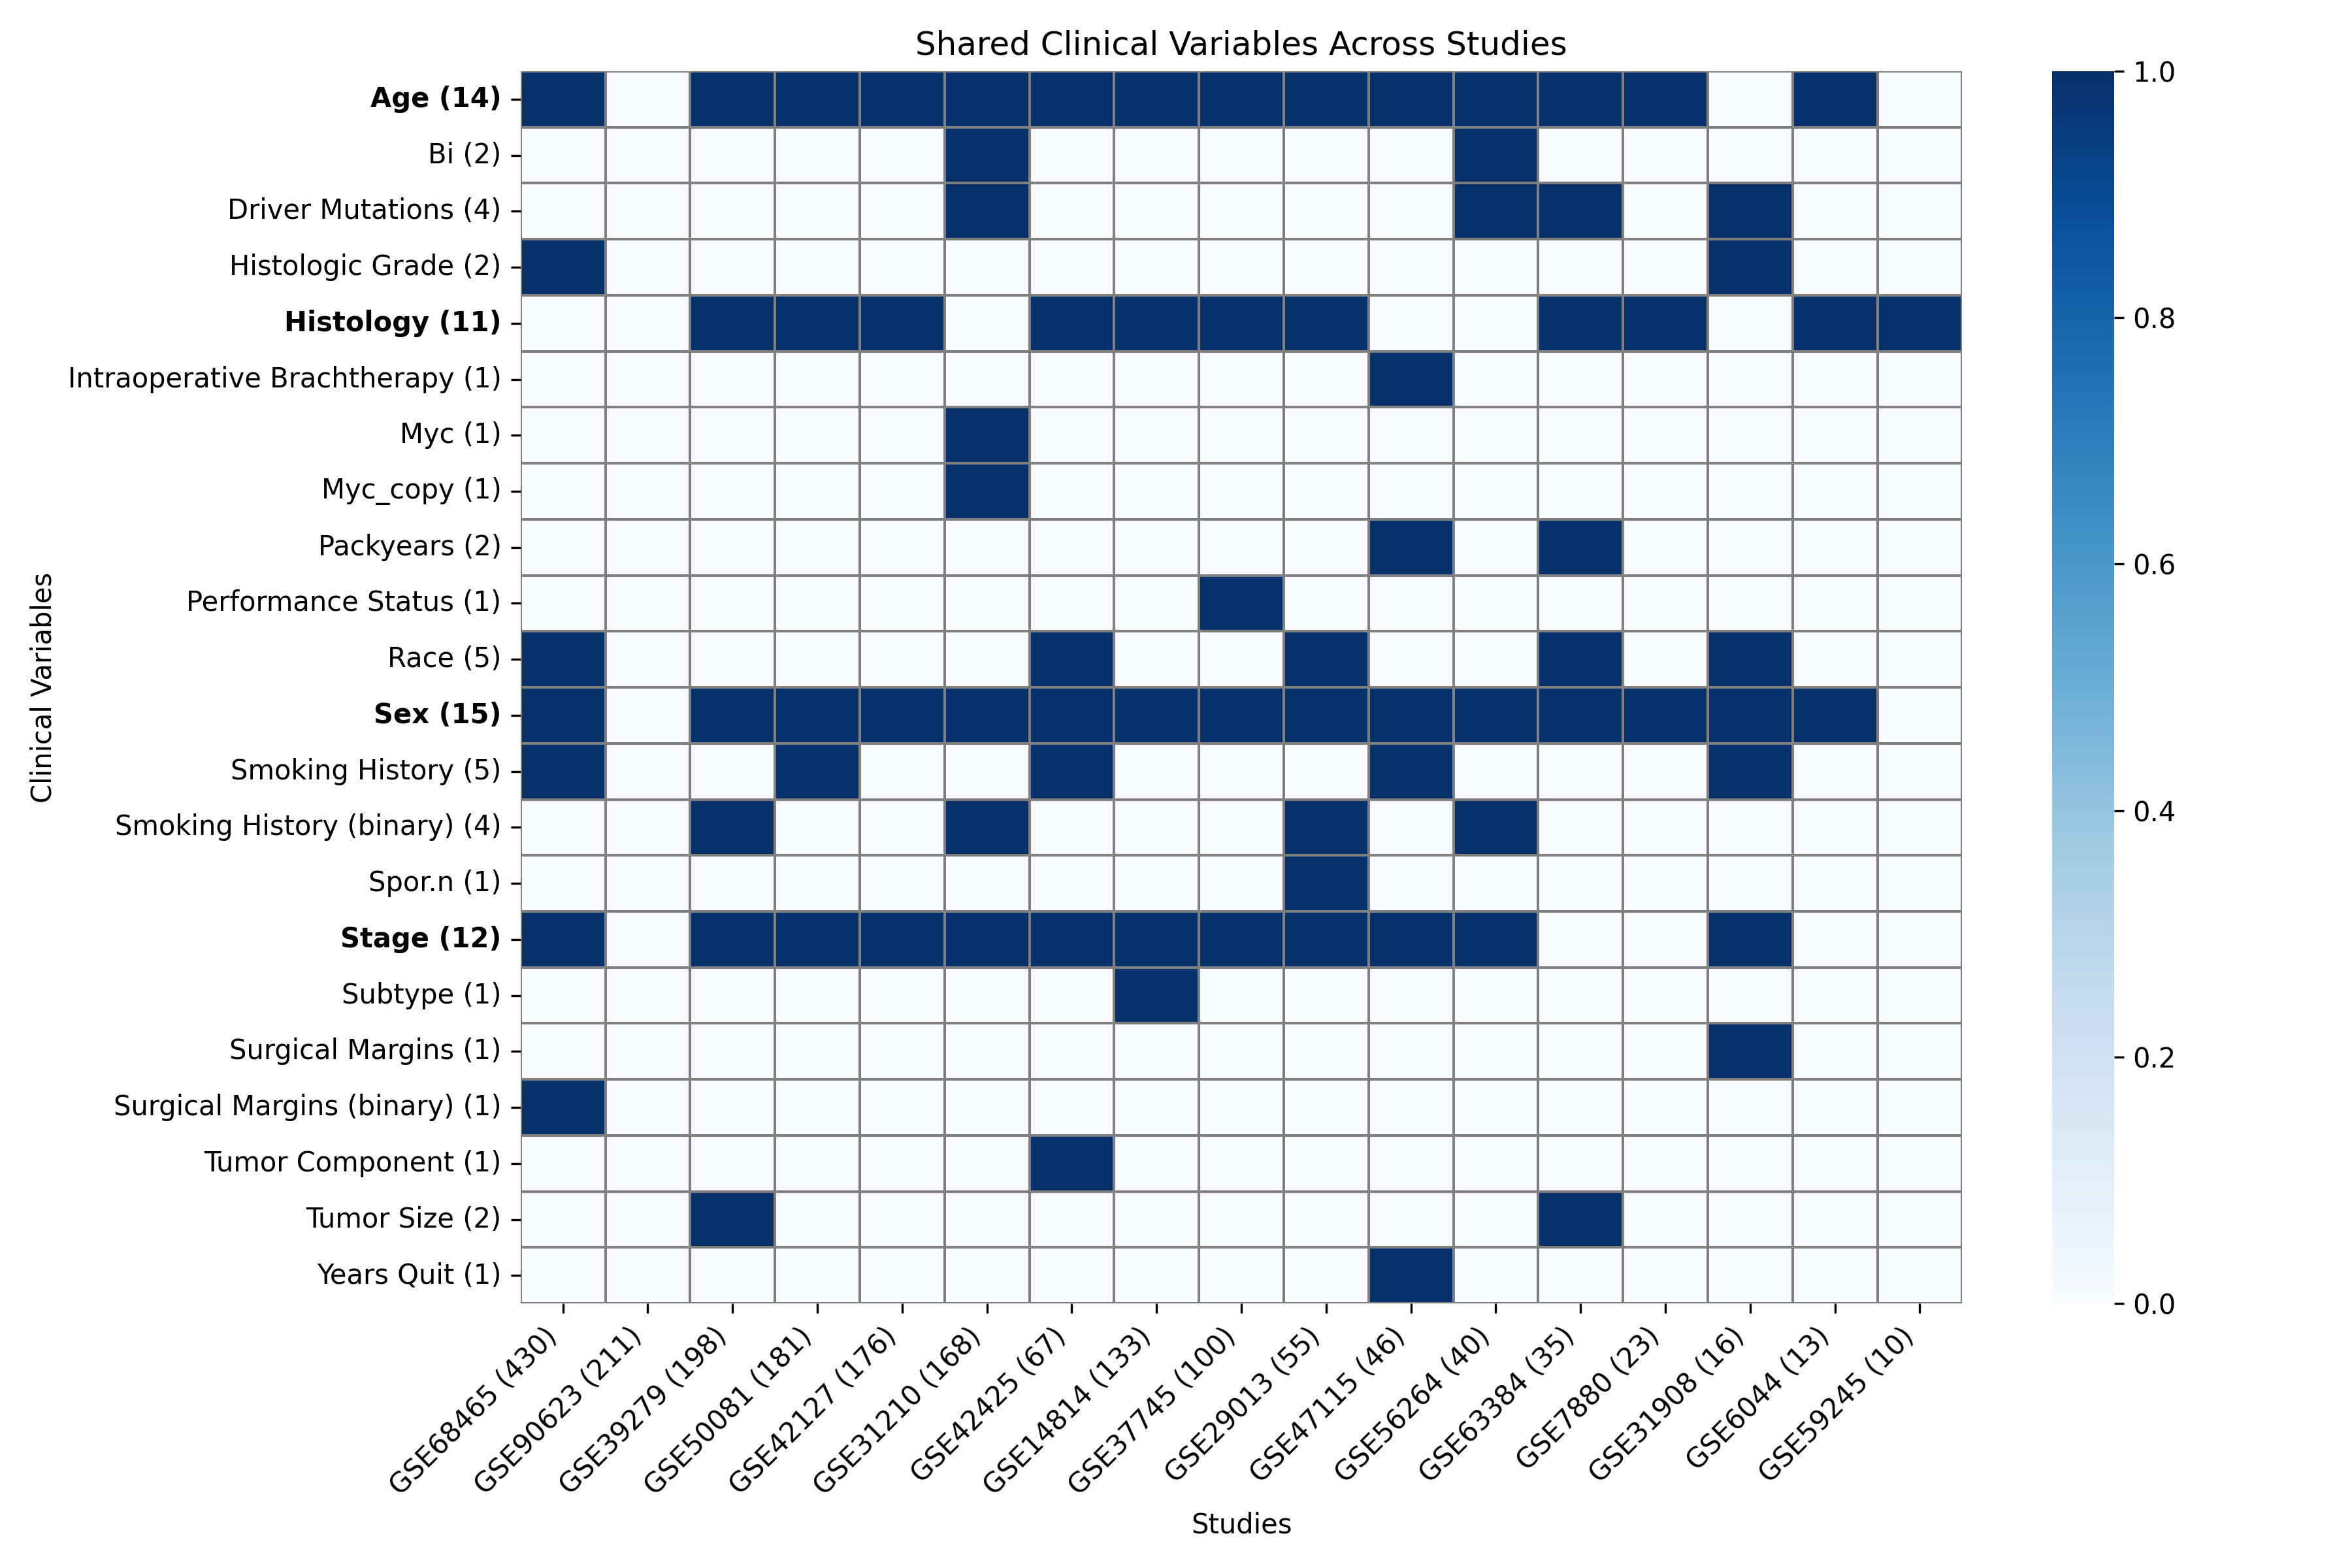 Shared Clinical Variables Across Studies
Clinical Variables
Age (14)
Bi (2)
Driver Mutations (4)
Histologic Grade (2)
Histology (11)
Intraoperative Brachtherapy (1)
Myc (1)
Myc_copy (1)
Packyears (2)
Performance Status (1)
Race (5)
Sex (15)
Smoking History (5)
Smoking History (binary) (4)
Spor.n (1)
Stage (12)
Subtype (1)
Surgical Margins (1)
Surgical Margins (binary) (1)
Tumor Component (1)
Tumor Size (2)
Years Quit (1)
GSE68465 (430)
GSE90623 (211)
GSE39279 (198)
GSE50081 (181)
GSE42127 (176)
GSE31210 (168)
GSE42425 (67)
GSE14814 (133)
GSE37745 (100)
GSE29013 (55)
GSE47115 (46)
GSE56264 (40)
GSE63384 (35)
GSE7880 (23)
GSE31908 (16)
GSE6044 (13)
GSE59245 (10)
Studies
1.0
0.8
0.6
0.4
0.2
0.0